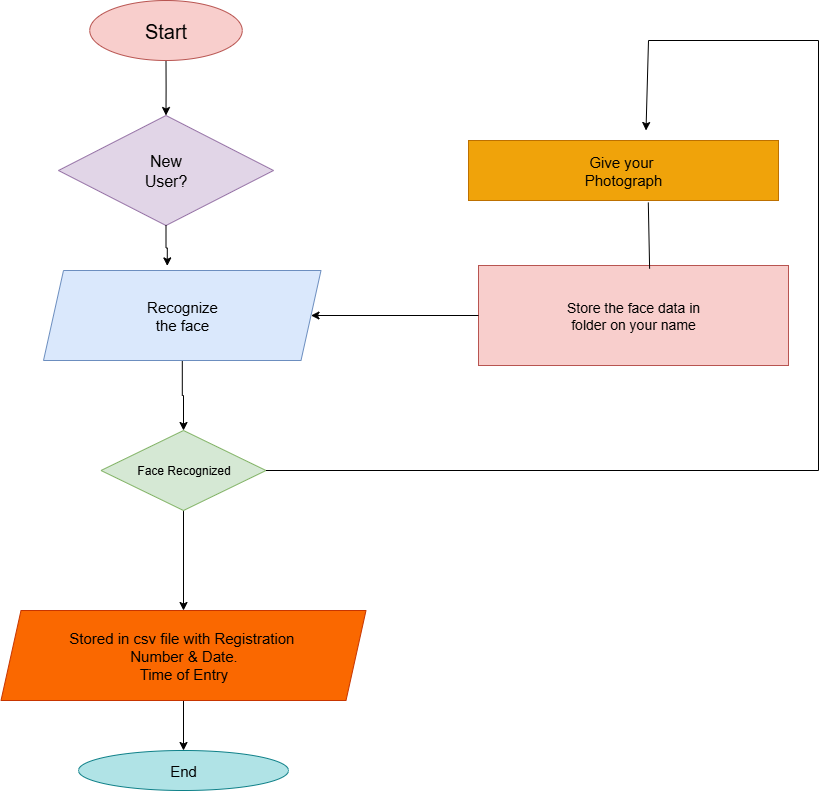 Start
New
User?
Give your
Photograph
Recognize
the face
Store the face data in
folder on your name
Face Recognized
Stored in csv file with Registration
Number & Date.
Time of Entry
End